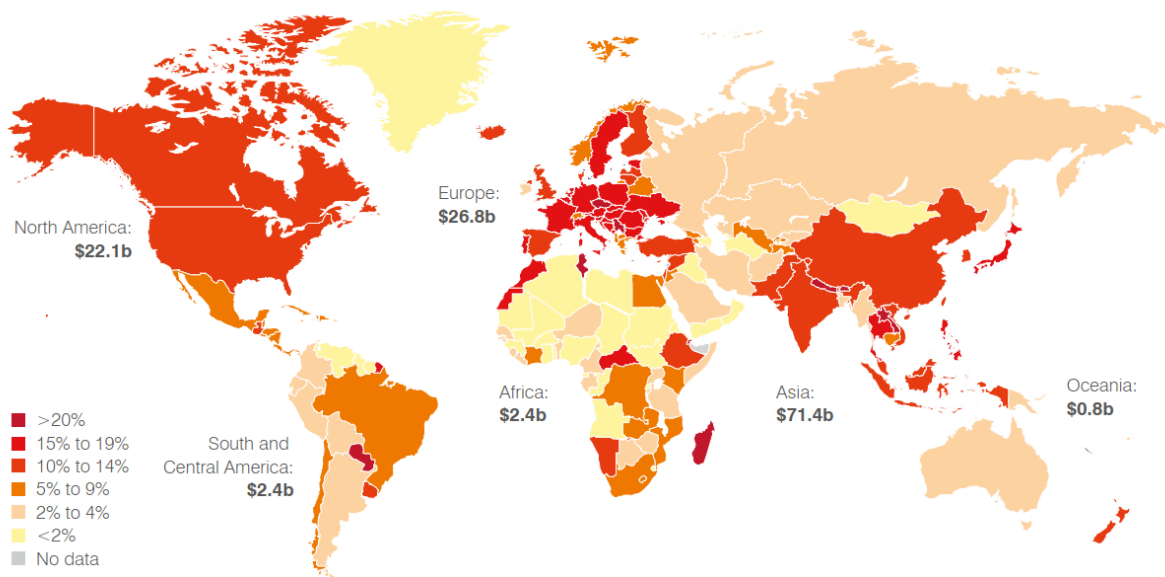 North America:
$22.1b
Europe:
$26.8b
Africa:
$2.4b
Asia:
$71.4b
Oceania:
$0.8b
South and
Central America:
$2.4b
>20%
15% to 19%
10% to 14%
5% to 9%
2% to 4%
<2%
No data